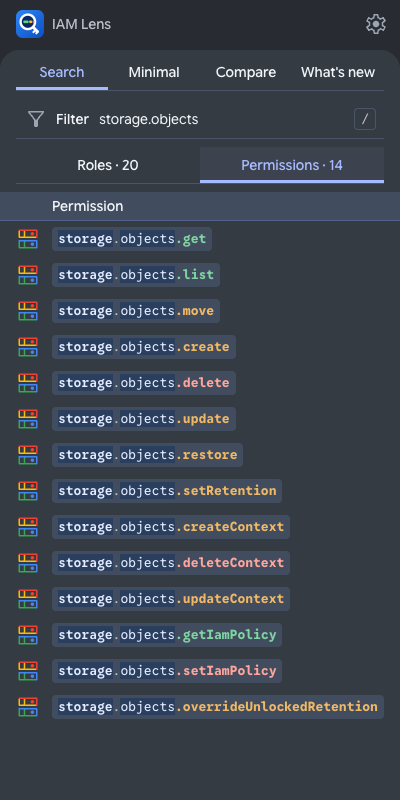 IAM Lens
Search Minimal Compare What's new
Filter storage.objects /
Roles · 20 Permissions · 14
Permission
storage.objects.get
storage.objects.list
storage.objects.move
storage.objects.create
storage.objects.delete
storage.objects.update
storage.objects.restore
storage.objects.setRetention
storage.objects.createContext
storage.objects.deleteContext
storage.objects.updateContext
storage.objects.getIamPolicy
storage.objects.setIamPolicy
storage.objects.overrideUnlockedRetention